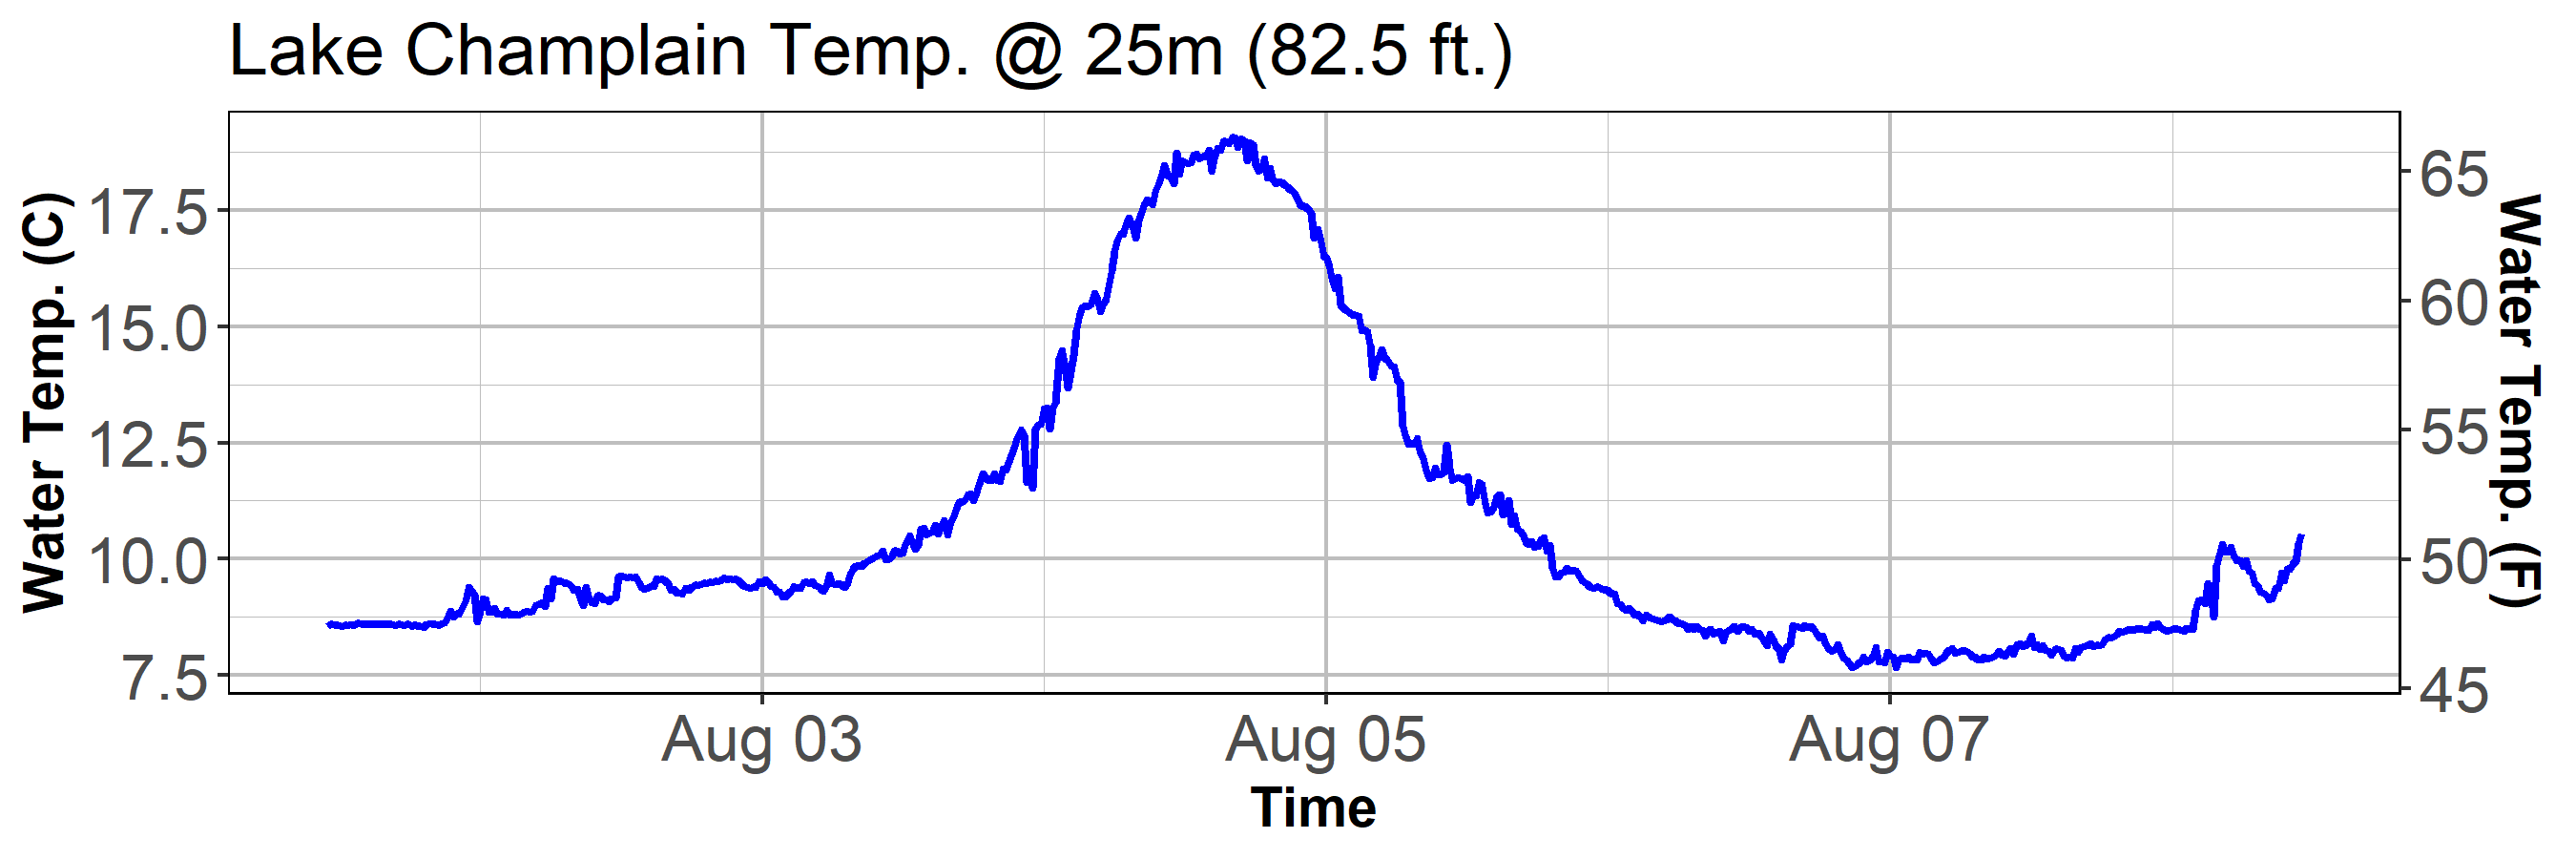 Lake Champlain Temp. @ 25m (82.5 ft.)
Water Temp. (C)
17.5
15.0
12.5
10.0
7.5
65
60
55
50
45
Water Temp. (F)
Aug 03
Aug 05
Aug 07
Time